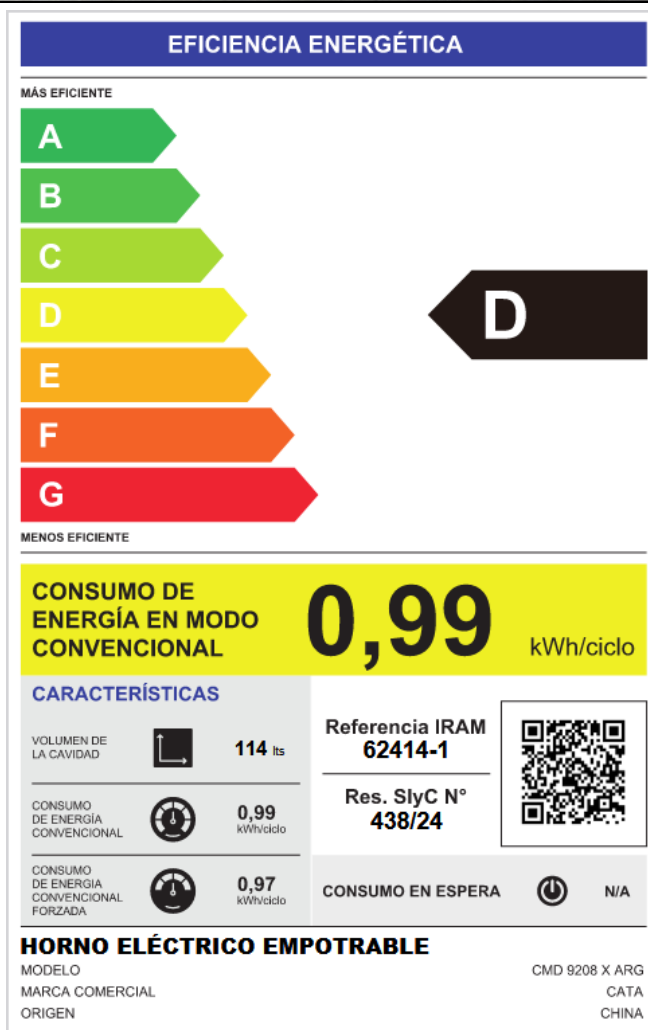 EFICIENCIA ENERGÉTICA
MÁS EFICIENTE
A
B
C
D
D
E
F
G
MENOS EFICIENTE
CONSUMO DE
ENERGÍA EN MODO
CONVENCIONAL
0,99
kWh/ciclo
CARACTERÍSTICAS
VOLUMEN DE
LA CAVIDAD
114 lts
CONSUMO
DE ENERGÍA
CONVENCIONAL
0,99
kWh/ciclo
CONSUMO
DE ENERGIA
CONVENCIONAL
FORZADA
0,97
kWh/ciclo
Referencia IRAM
62414-1
Res. SIyC N°
438/24
CONSUMO EN ESPERA
N/A
HORNO ELÉCTRICO EMPOTRABLE
MODELO CMD 9208 X ARG
MARCA COMERCIAL CATA
ORIGEN CHINA